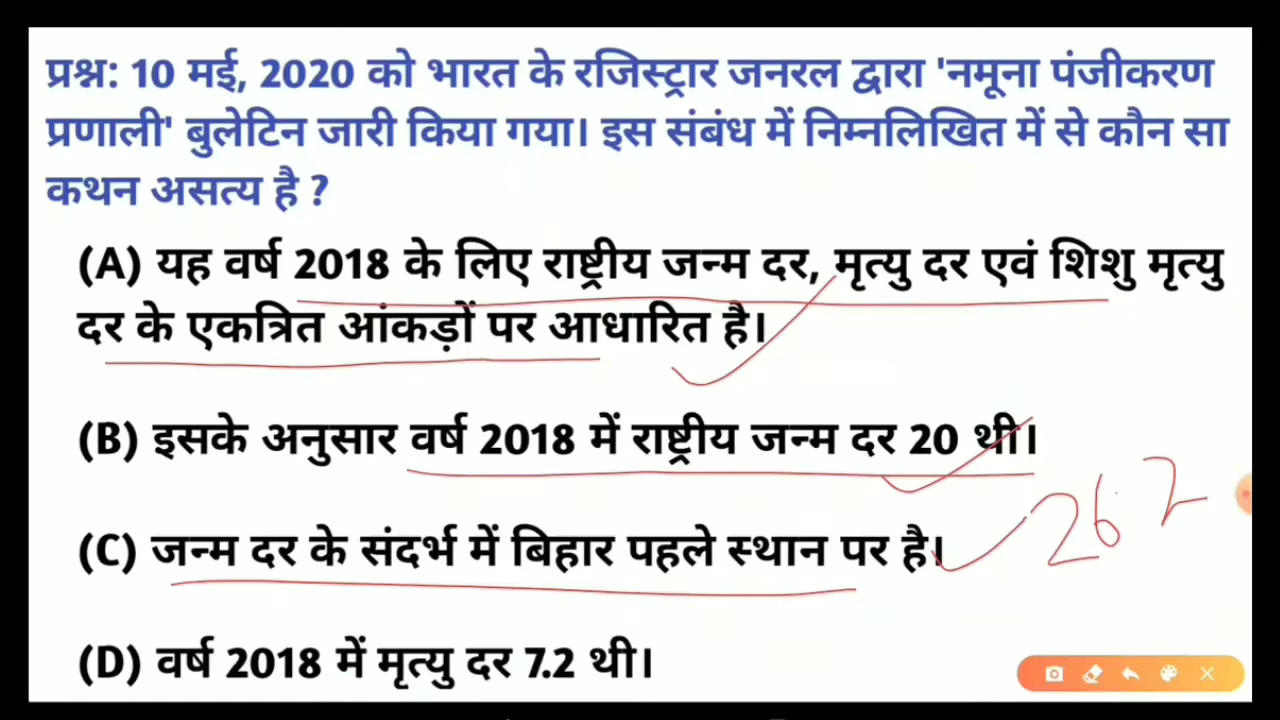 प्रश्न: 10 मई, 2020 को भारत के रजिस्ट्रार जनरल द्वारा 'नमूना पंजीकरण
प्रणाली' बुलेटिन जारी किया गया। इस संबंध में निम्नलिखित में से कौन सा
कथन असत्य है ?
(A) यह वर्ष 2018 के लिए राष्ट्रीय जन्म दर, मृत्यु दर एवं शिशु मृत्यु
दर के एकत्रित आंकड़ों पर आधारित है।
(B) इसके अनुसार वर्ष 2018 में राष्ट्रीय जन्म दर 20 थी।
(C) जन्म दर के संदर्भ में बिहार पहले स्थान पर है।
26.2
(D) वर्ष 2018 में मृत्यु दर 7.2 थी।